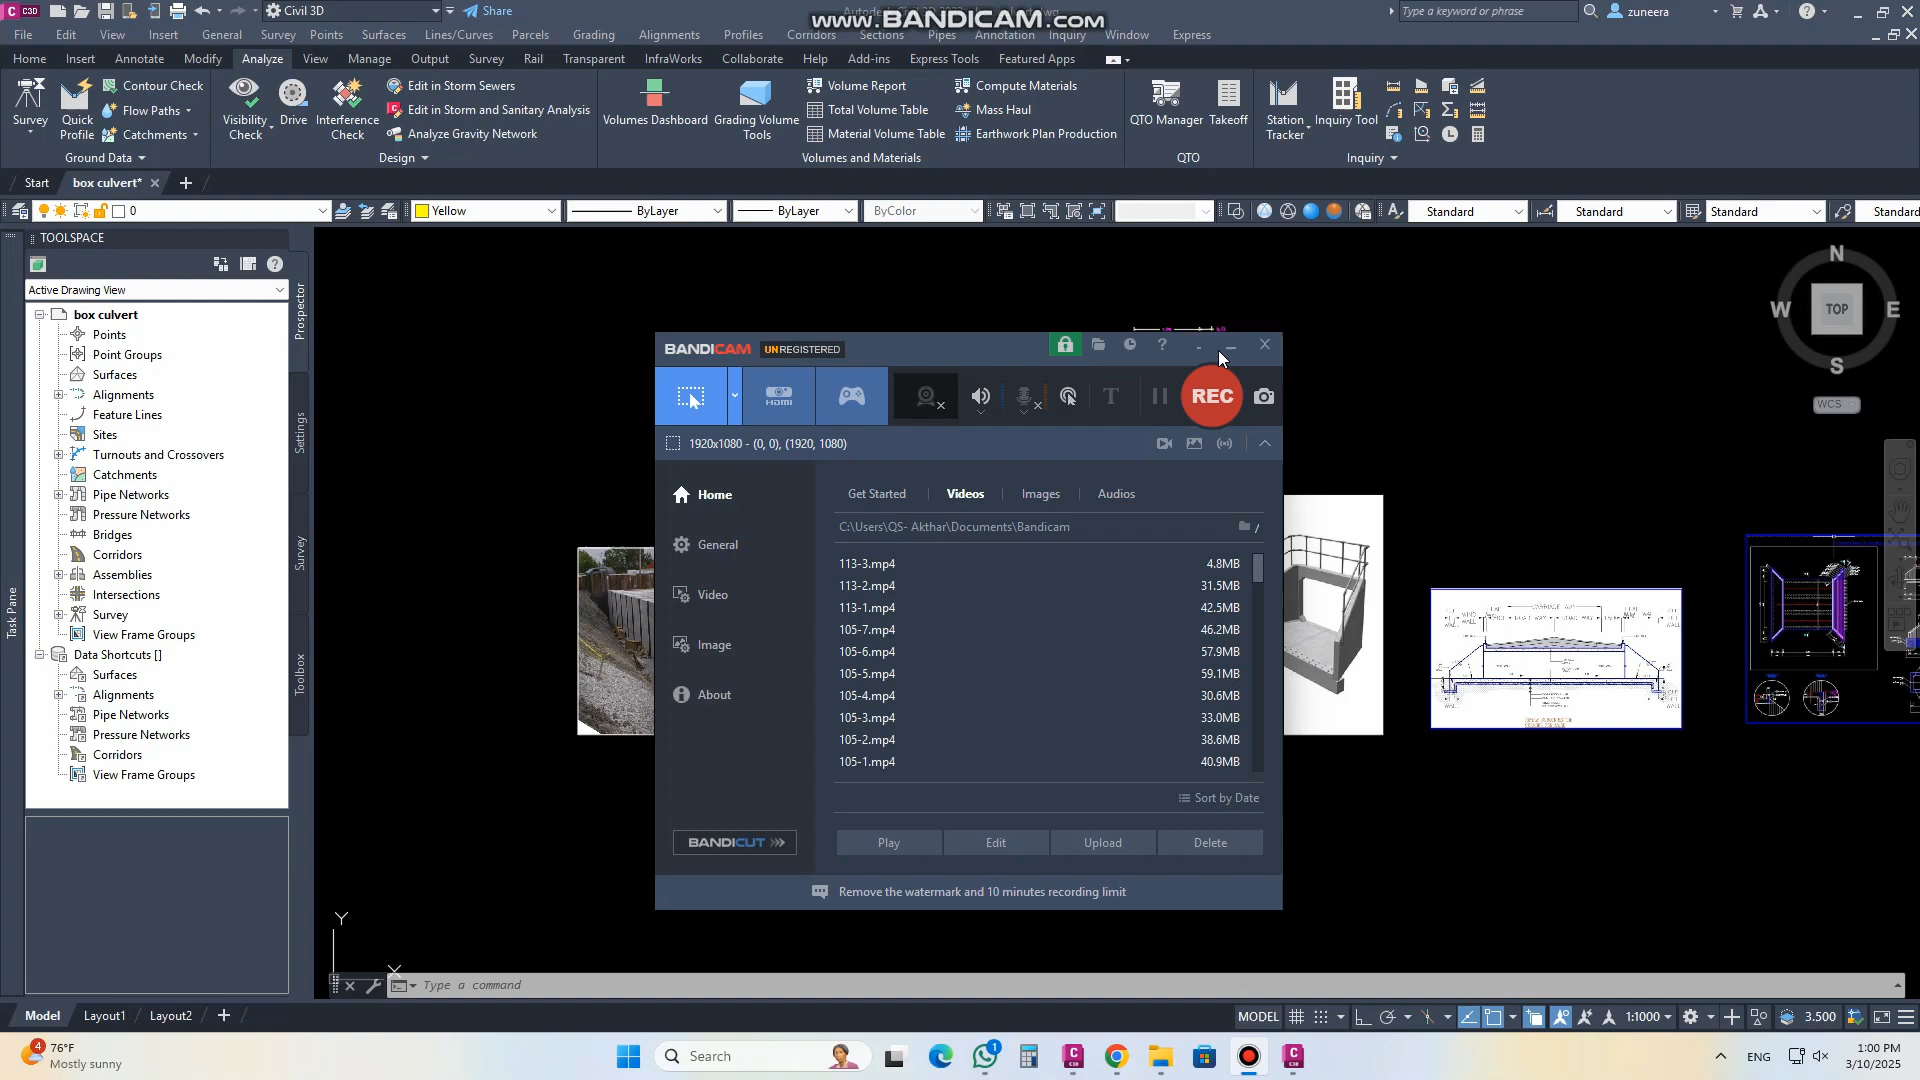 C3D
Civil 3D
Share
www.BANDICAM.com
Type a keyword or phrase
zuneera
File Edit View Insert General Survey Points Surfaces Lines/Curves Parcels Grading Alignments Profiles Corridors Sections Pipes Annotation Inquiry Window Express
Home Insert Annotate Modify Analyze View Manage Output Survey Rail Transparent InfraWorks Collaborate Help Add-ins Express Tools Featured Apps
Survey
Quick Profile
Contour Check
Flow Paths
Catchments
Ground Data
Visibility Check
Drive
Interference Check
Edit in Storm Sewers
Edit in Storm and Sanitary Analysis
Analyze Gravity Network
Design
Volumes Dashboard
Grading Volume Tools
Volume Report
Total Volume Table
Material Volume Table
Compute Materials
Mass Haul
Earthwork Plan Production
Volumes and Materials
QTO Manager
Takeoff
QTO
Station Tracker
Inquiry Tool
Inquiry
Start
box culvert*
0
Yellow
ByLayer
ByLayer
ByColor
Standard
Standard
Standard
Standard
TOOLSPACE
Active Drawing View
box culvert
Points
Point Groups
Surfaces
Alignments
Feature Lines
Sites
Turnouts and Crossovers
Catchments
Pipe Networks
Pressure Networks
Bridges
Corridors
Assemblies
Intersections
Survey
View Frame Groups
Data Shortcuts []
Surfaces
Alignments
Pipe Networks
Pressure Networks
Corridors
View Frame Groups
Prospector
Settings
Survey
Toolbox
Task Pane
BANDICAM UNREGISTERED
HDMI
T
REC
1920x1080 - (0, 0), (1920, 1080)
Home
General
Video
Image
About
BANDICUT
Get Started
Videos
Images
Audios
C:\Users\QS- Akthar\Documents\Bandicam
113-3.mp4 4.8MB
113-2.mp4 31.5MB
113-1.mp4 42.5MB
105-7.mp4 46.2MB
105-6.mp4 57.9MB
105-5.mp4 59.1MB
105-4.mp4 30.6MB
105-3.mp4 33.0MB
105-2.mp4 38.6MB
105-1.mp4 40.9MB
Sort by Date
Play
Edit
Upload
Delete
Remove the watermark and 10 minutes recording limit
N
W
TOP
E
S
WCS
CARRIAGE WAY
Y
X
Type a command
Model
Layout1
Layout2
MODEL
1:1000
3.500
4
76°F
Mostly sunny
Search
1
ENG
1:00 PM
3/10/2025